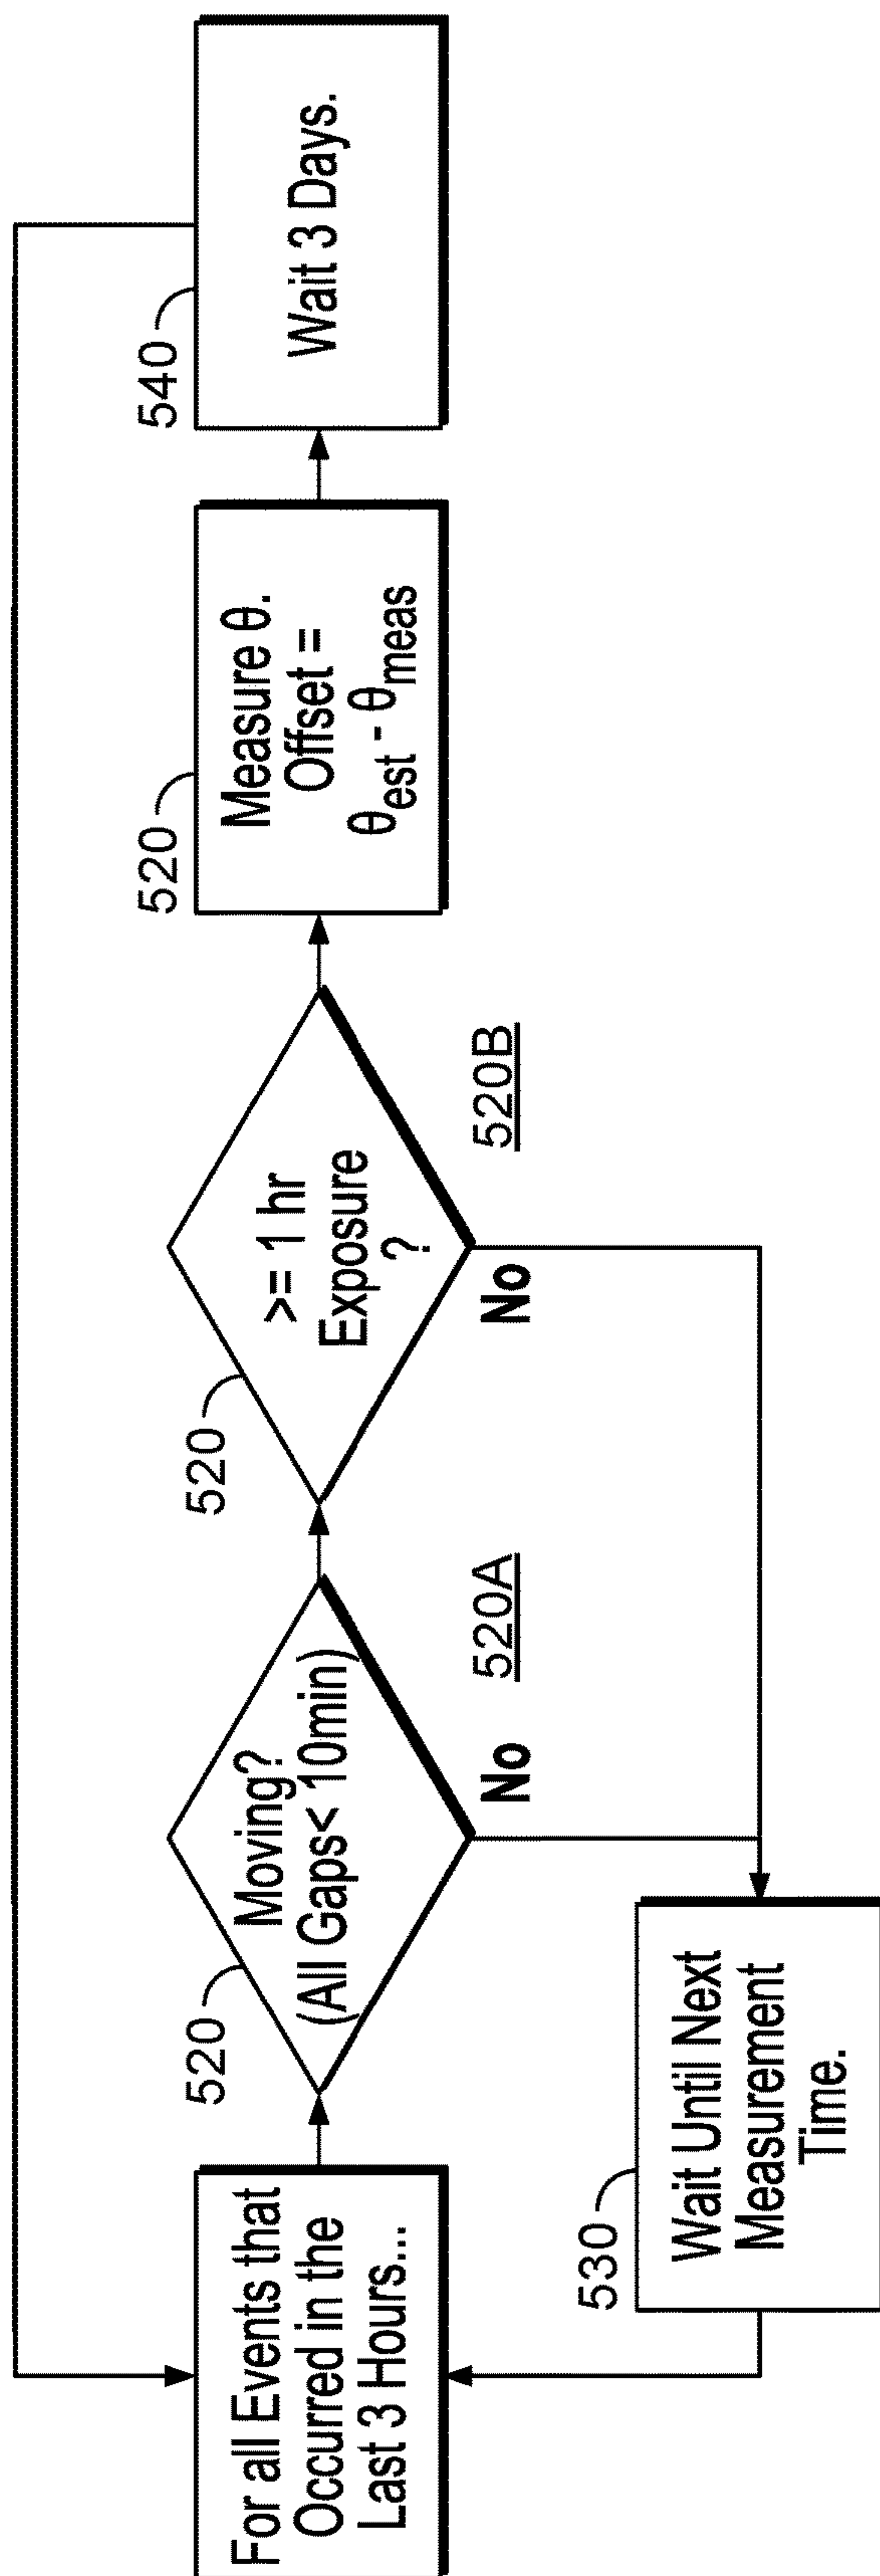 For all Events that
Occurred in the
Last 3 Hours...
520
Moving?
(All Gaps< 10min)
520A
No
520
>= 1 hr
Exposure
?
520B
No
520
Measure θ.
Offset =
θest - θmeas
540
Wait 3 Days.
530
Wait Until Next
Measurement
Time.